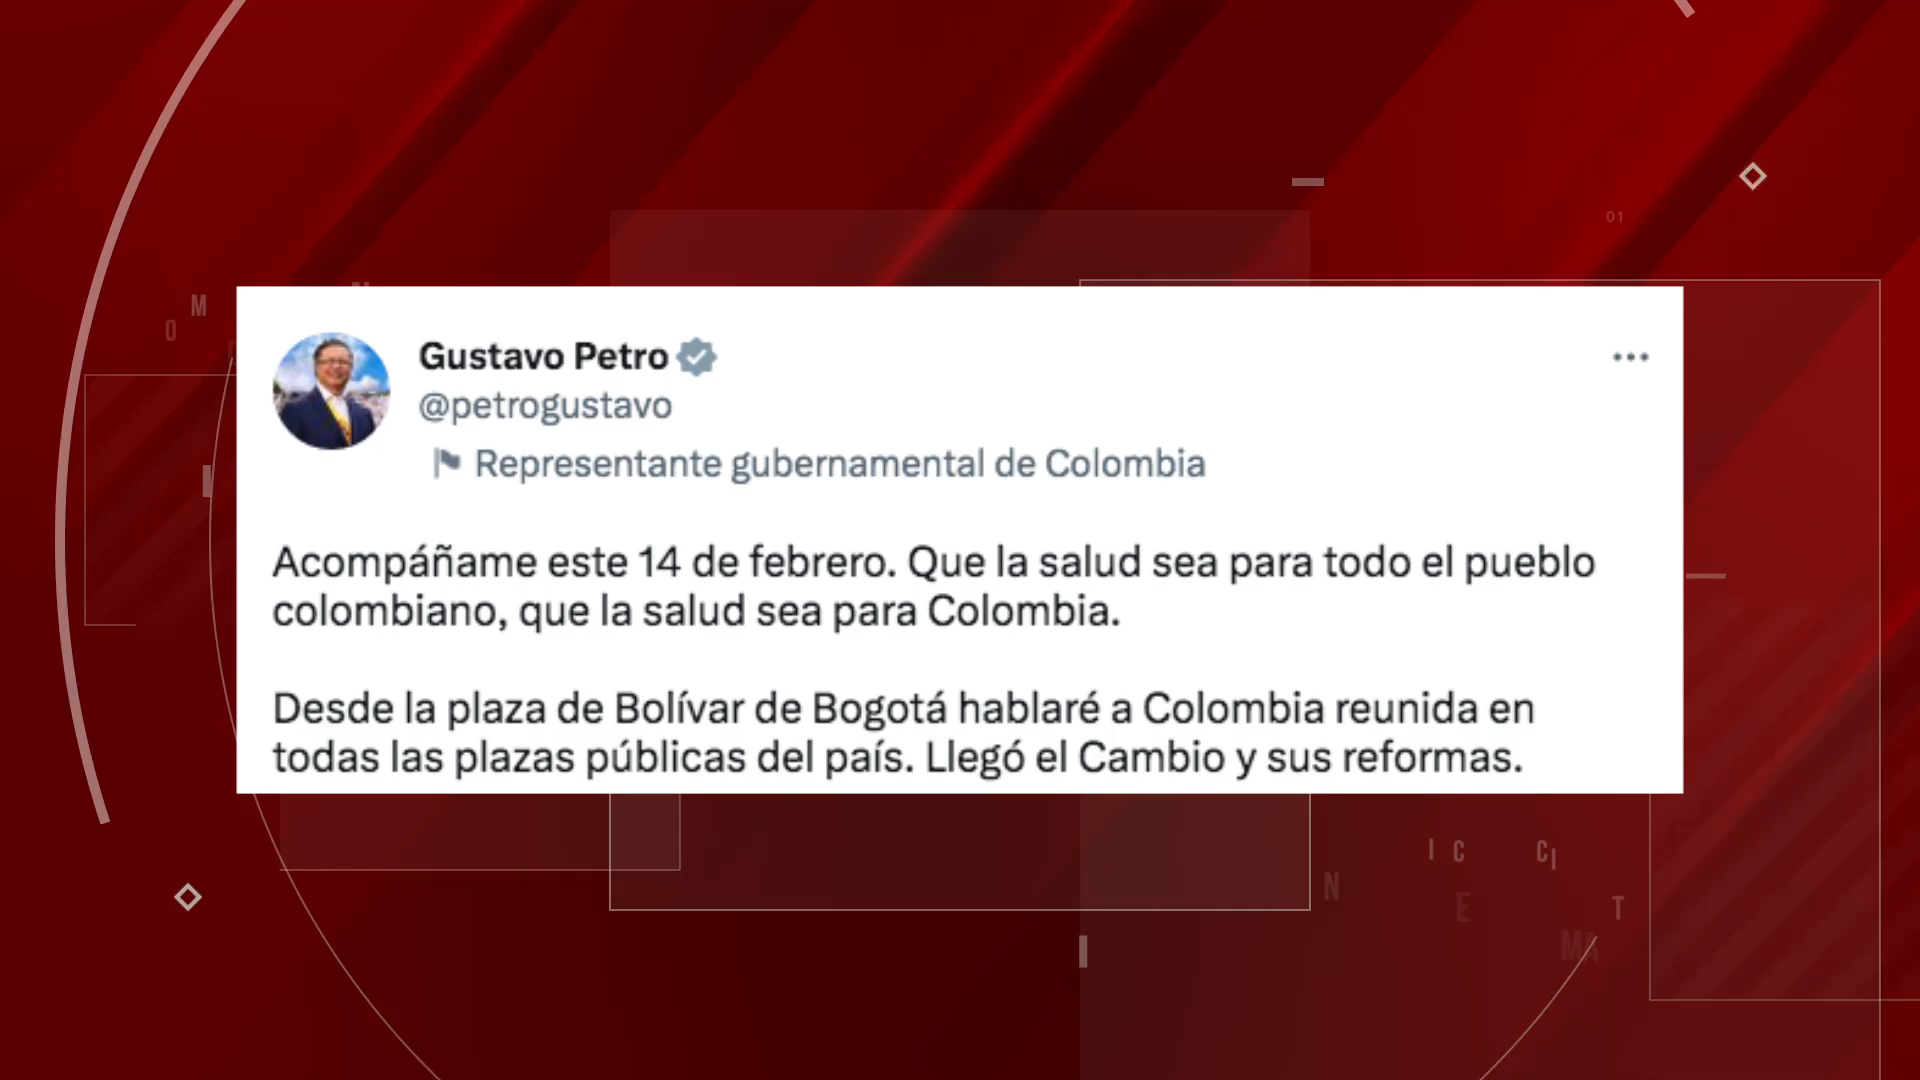 01
M
O
Gustavo Petro
@petrogustavo
Representante gubernamental de Colombia
Acompáñame este 14 de febrero. Que la salud sea para todo el pueblo
colombiano, que la salud sea para Colombia.
Desde la plaza de Bolívar de Bogotá hablaré a Colombia reunida en
todas las plazas públicas del país. Llegó el Cambio y sus reformas.
I C C I
N E T
MA